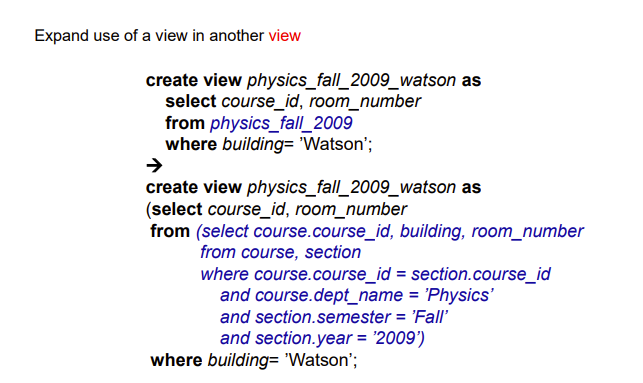 Expand use of a view in another view
create view physics_fall_2009_watson as
select course_id, room_number
from physics_fall_2009
where building= ’Watson’;
➔
create view physics_fall_2009_watson as
(select course_id, room_number
from (select course.course_id, building, room_number
from course, section
where course.course_id = section.course_id
and course.dept_name = ’Physics’
and section.semester = ’Fall’
and section.year = ’2009’)
where building= ’Watson’;